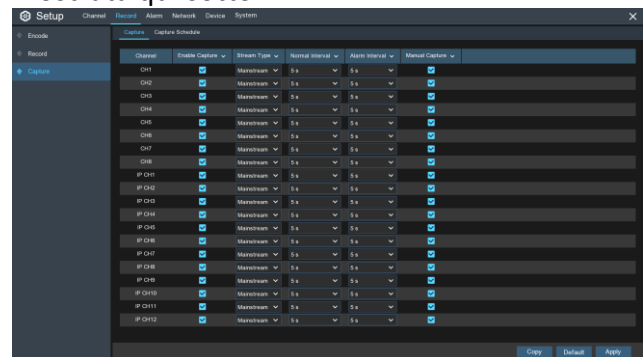 Setup Channel Record Alarm Network Device System
Encode
Record
Capture
Capture Capture Schedule
Channel Enable Capture Stream Type Normal Interval Alarm Interval Manual Capture
CH1 Mainstream 5 s 5 s
CH2 Mainstream 5 s 5 s
CH3 Mainstream 5 s 5 s
CH4 Mainstream 5 s 5 s
CH5 Mainstream 5 s 5 s
CH6 Mainstream 5 s 5 s
CH7 Mainstream 5 s 5 s
CH8 Mainstream 5 s 5 s
IP CH1 Mainstream 5 s 5 s
IP CH2 Mainstream 5 s 5 s
IP CH3 Mainstream 5 s 5 s
IP CH4 Mainstream 5 s 5 s
IP CH5 Mainstream 5 s 5 s
IP CH6 Mainstream 5 s 5 s
IP CH7 Mainstream 5 s 5 s
IP CH8 Mainstream 5 s 5 s
IP CH9 Mainstream 5 s 5 s
IP CH10 Mainstream 5 s 5 s
IP CH11 Mainstream 5 s 5 s
IP CH12 Mainstream 5 s 5 s
Copy Default Apply